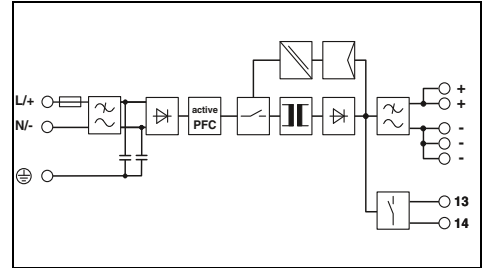 L/+
N/-
active
PFC
+
+
-
-
-
13
14